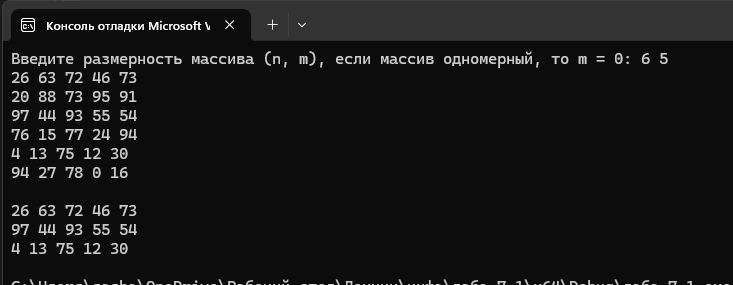 Консоль отладки Microsoft V
Введите размерность массива (n, m), если массив одномерный, то m = 0: 6 5
26 63 72 46 73
20 88 73 95 91
97 44 93 55 54
76 15 77 24 94
4 13 75 12 30
94 27 78 0 16
26 63 72 46 73
97 44 93 55 54
4 13 75 12 30